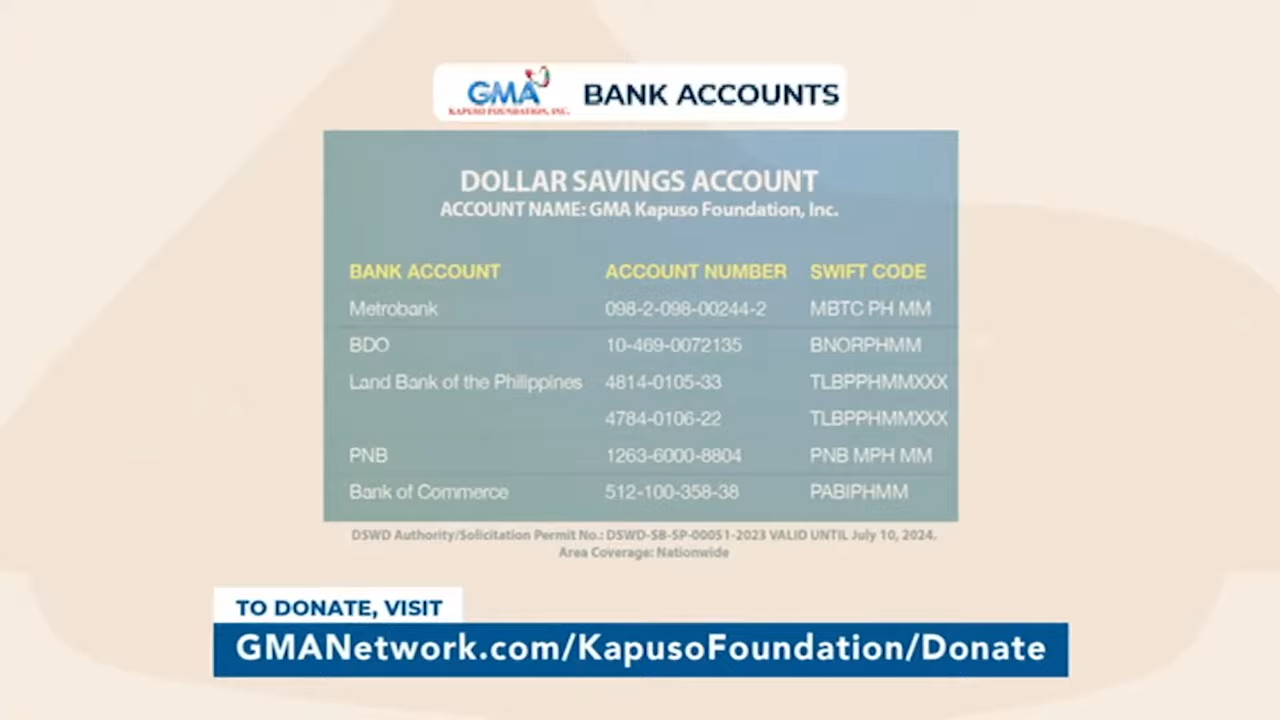 GMA BANK ACCOUNTS
KAPUSO FOUNDATION, INC.
DOLLAR SAVINGS ACCOUNT
ACCOUNT NAME: GMA Kapuso Foundation, Inc.
BANK ACCOUNT ACCOUNT NUMBER SWIFT CODE
Metrobank 098-2-098-00244-2 MBTC PH MM
BDO 10-469-0072135 BNORPHMM
Land Bank of the Philippines 4814-0105-33 TLBPPHMMXXX
4784-0106-22 TLBPPHMMXXX
PNB 1263-6000-8804 PNB MPH MM
Bank of Commerce 512-100-358-38 PABIPHMM
DSWD Authority/Solicitation Permit No.: DSWD-SB-SP-00051-2023 VALID UNTIL July 10, 2024.
Area Coverage: Nationwide
TO DONATE, VISIT
GMANetwork.com/KapusoFoundation/Donate